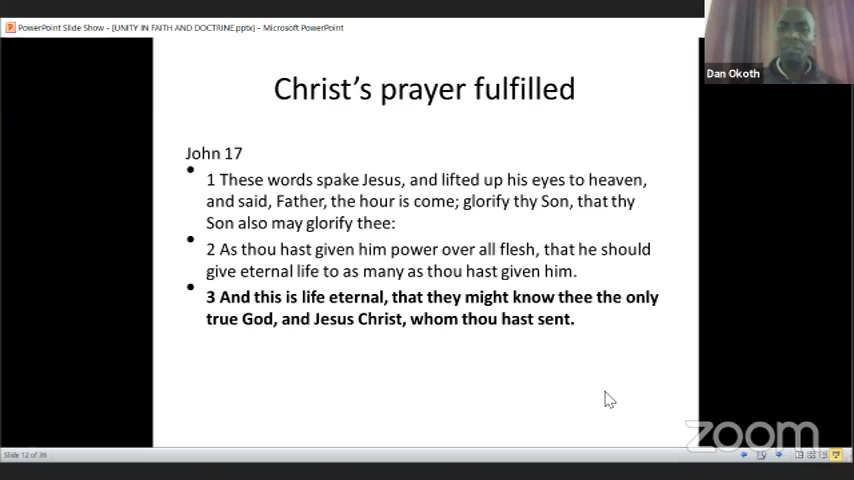 PowerPoint Slide Show - [UNITY IN FAITH AND DOCTRINE.pptx] - Microsoft PowerPoint
Dan Okoth
Christ's prayer fulfilled
John 17
• 1 These words spake Jesus, and lifted up his eyes to heaven,
and said, Father, the hour is come; glorify thy Son, that thy
Son also may glorify thee:
• 2 As thou hast given him power over all flesh, that he should
give eternal life to as many as thou hast given him.
• 3 And this is life eternal, that they might know thee the only
true God, and Jesus Christ, whom thou hast sent.
zoom
Slide 12 of 36